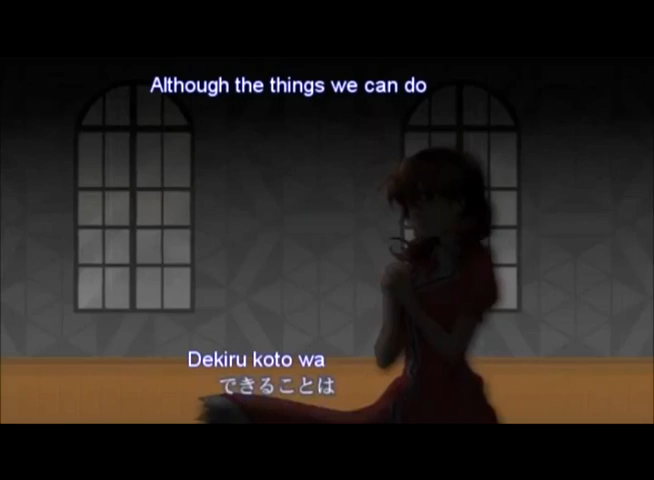 Although the things we can do
Dekiru koto wa
できることは